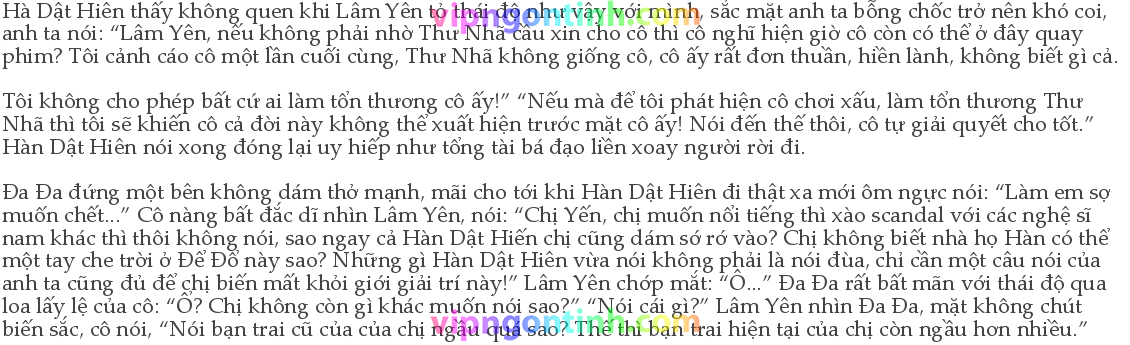 Hà Dật Hiên thấy không quen khi Lâm Yên tỏ thái độ như vậy với mình, sắc mặt anh ta bỗng chốc trở nên khó coi,
anh ta nói: “Lâm Yên, nếu không phải nhờ Thư Nhã cầu xin cho cô thì cô nghĩ hiện giờ cô còn có thể ở đây quay
phim? Tôi cảnh cáo cô một lần cuối cùng, Thư Nhã không giống cô, cô ấy rất đơn thuần, hiền lành, không biết gì cả.
Tôi không cho phép bất cứ ai làm tổn thương cô ấy!” “Nếu mà để tôi phát hiện cô chơi xấu, làm tổn thương Thư
Nhã thì tôi sẽ khiến cô cả đời này không thể xuất hiện trước mặt cô ấy! Nói đến thế thôi, cô tự giải quyết cho tốt.”
Hàn Dật Hiên nói xong đóng lại uy hiếp như tổng tài bá đạo liền xoay người rời đi.
Đa Đa đứng một bên không dám thở mạnh, mãi cho tới khi Hàn Dật Hiên đi thật xa mới ôm ngực nói: “Làm em sợ
muốn chết...” Cô nàng bất đắc dĩ nhìn Lâm Yên, nói: “Chị Yến, chị muốn nổi tiếng thì xào scandal với các nghệ sĩ
nam khác thì thôi không nói, sao ngay cả Hàn Dật Hiến chị cũng dám sớ rớ vào? Chị không biết nhà họ Hàn có thể
một tay che trời ở Để Đồ này sao? Những gì Hàn Dật Hiên vừa nói không phải là nói đùa, chỉ cần một câu nói của
anh ta cũng đủ để chị biến mất khỏi giới giải trí này!” Lâm Yên chớp mắt: “Ồ...” Đa Đa rất bất mãn với thái độ qua
loa lấy lệ của cô: “Ồ? Chị không còn gì khác muốn nói sao?” “Nói cái gì?” Lâm Yên nhìn Đa Đa, mặt không chút
biến sắc, cô nói, “Nói bạn trai cũ của của chị ngầu quá sao? Thế thì bạn trai hiện tại của chị còn ngầu hơn nhiều.”
vipngontinh.com
vipngontinh.com